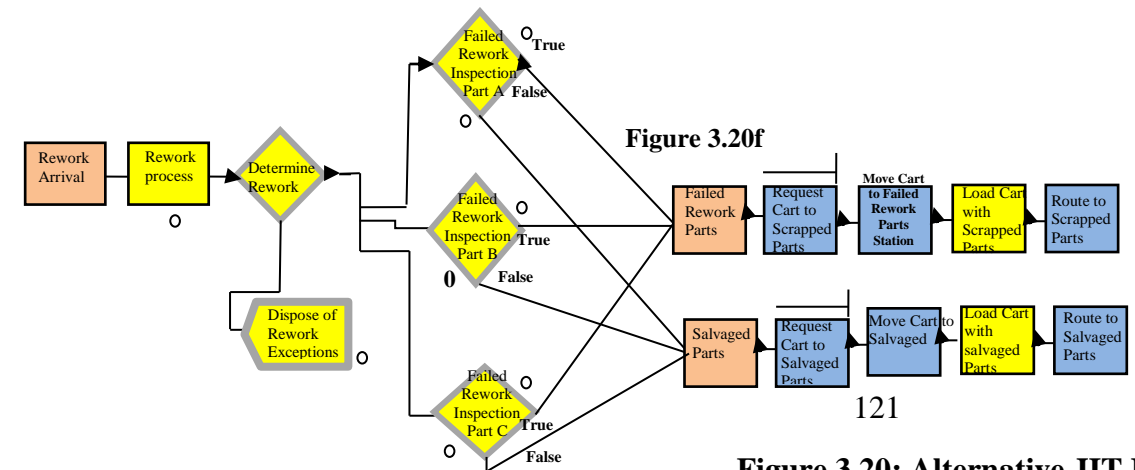 Rework
Arrival
Rework
process
Determine
Rework
Dispose of
Rework
Exceptions
Failed
Rework
Inspection
Part A
True
False
Failed
Rework
Inspection
Part B
True
0
False
Failed
Rework
Inspection
Part C
True
False
Figure 3.20f
Failed
Rework
Parts
Request
Cart to
Scrapped
Parts
Move Cart
to Failed
Rework
Parts
Station
Load Cart
with
Scrapped
Parts
Route to
Scrapped
Parts
Salvaged
Parts
Request
Cart to
Salvaged
Parts
Move Cart to
Salvaged
Load Cart
with
salvaged
Parts
Route to
Salvaged
Parts
121
Figure 3.20: Alternative JIT